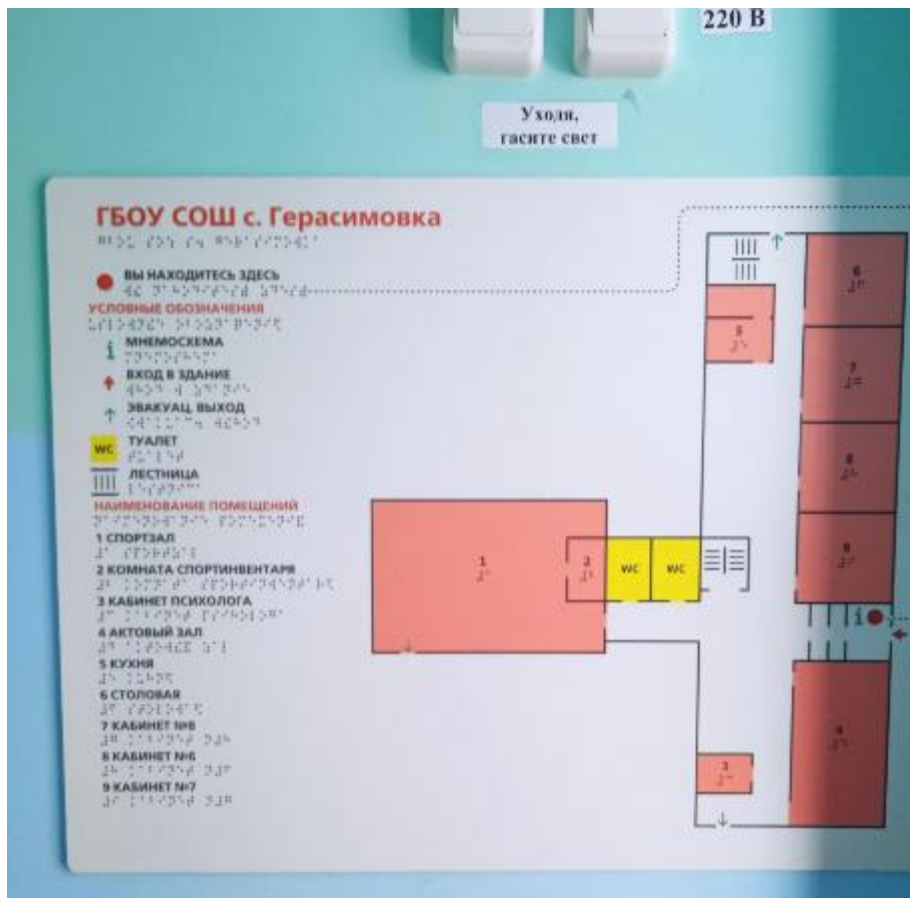 220 В
Уходя,
гасите свет
ГБОУ СОШ с. Герасимовка
ВЫ НАХОДИТЕСЬ ЗДЕСЬ
УСЛОВНЫЕ ОБОЗНАЧЕНИЯ
i МНЕМОСХЕМА
ВХОД В ЗДАНИЕ
ЭВАКУАЦ. ВЫХОД
WC ТУАЛЕТ
ЛЕСТНИЦА
НАИМЕНОВАНИЕ ПОМЕЩЕНИЙ
1 СПОРТЗАЛ
2 КОМНАТА СПОРТИНВЕНТАРЯ
3 КАБИНЕТ ПСИХОЛОГА
4 АКТОВЫЙ ЗАЛ
5 КУХНЯ
6 СТОЛОВАЯ
7 КАБИНЕТ №8
8 КАБИНЕТ №6
9 КАБИНЕТ №7
6
5
7
8
9
1
2
WC
WC
i
4
3